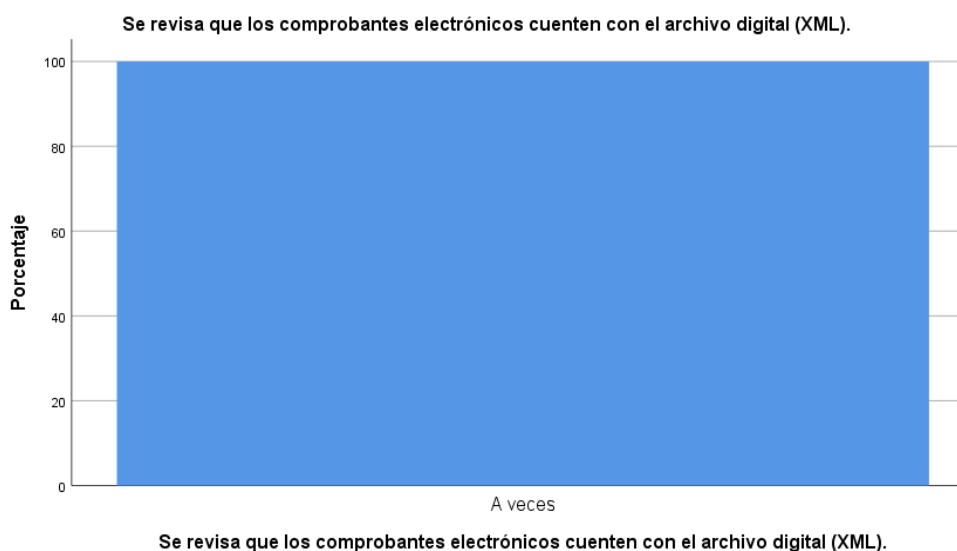 Se revisa que los comprobantes electrónicos cuenten con el archivo digital (XML).
100
80
60
40
20
0
Porcentaje
A veces
Se revisa que los comprobantes electrónicos cuenten con el archivo digital (XML).